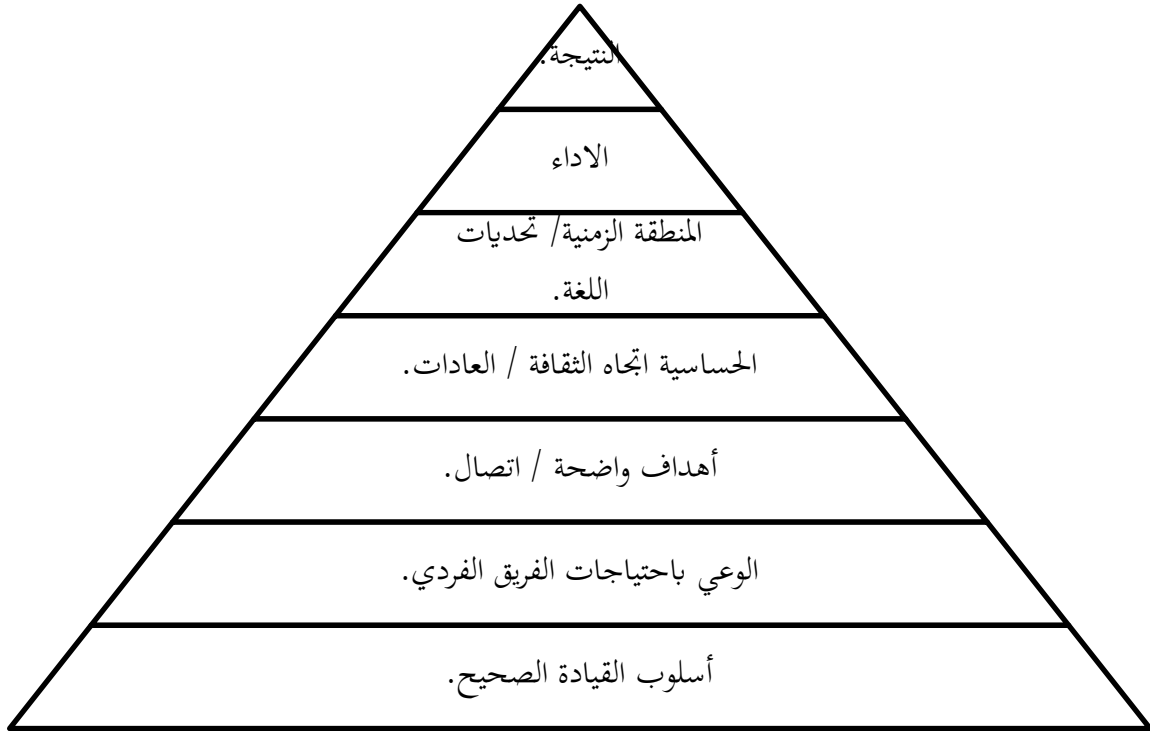 النتيجة.
الاداء
المنطقة الزمنية/ تحديات
اللغة.
الحساسية اتجاه الثقافة / العادات.
أهداف واضحة / اتصال.
الوعي باحتياجات الفريق الفردي.
أسلوب القيادة الصحيح.